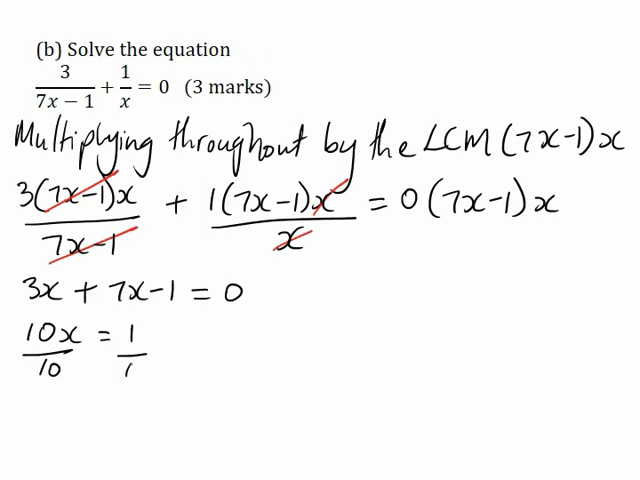 (b) Solve the equation
3/(7x − 1) + 1/x = 0 (3 marks)
Multiplying throughout by the LCM (7x-1)x
3(7x-1)x/7x-1 + 1(7x-1)x/x = 0(7x-1)x
3x + 7x-1 = 0
10x/10 = 1/1